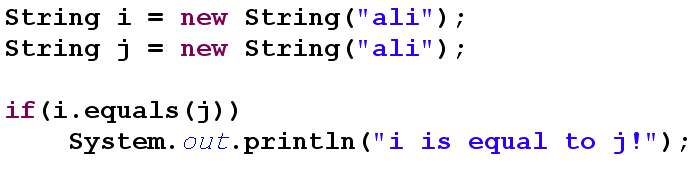 String i = new String("ali");
String j = new String("ali");
if(i.equals(j))
System.out.println("i is equal to j!");